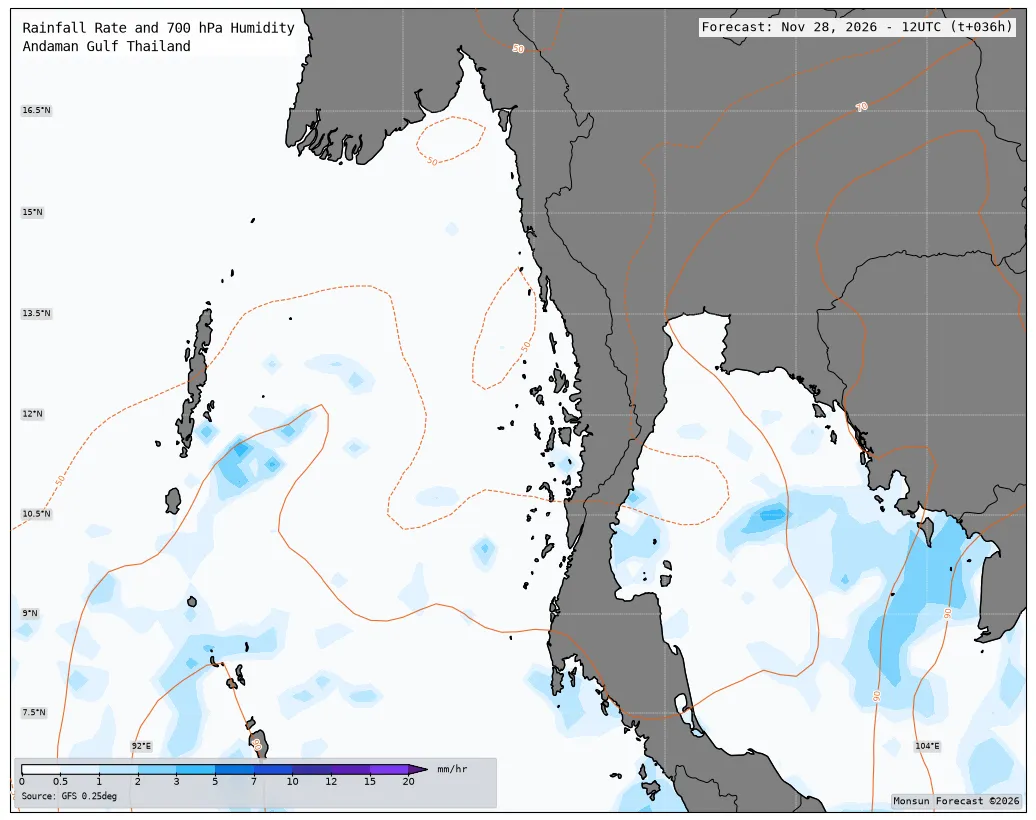 Rainfall Rate and 700 hPa Humidity
Andaman Gulf Thailand
Forecast: Nov 28, 2026 - 12UTC (t+036h)
50
70
16.5°N
50
15°N
13.5°N
50
12°N
50
10.5°N
9°N
90
90
7.5°N
92°E
90
104°E
mm/hr
0 0.5 1 2 3 5 8 10 12 15 20
Source: GFS 0.25deg
Monsun Forecast ©2026